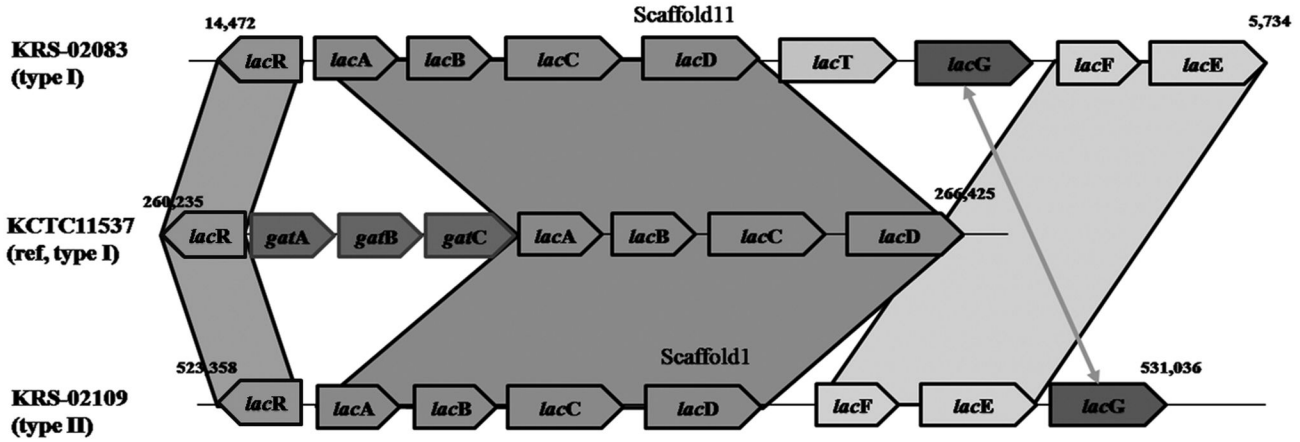 Scaffold11
14,472
5,734
KRS-02083
(type I)
lacR lacA lacB lacC lacD lacT lacG lacF lacE
260,235
266,425
KCTC11537
(ref, type I)
lacR gatA gatB gatC lacA lacB lacC lacD
Scaffold1
523,358
531,036
KRS-02109
(type II)
lacR lacA lacB lacC lacD lacF lacE lacG